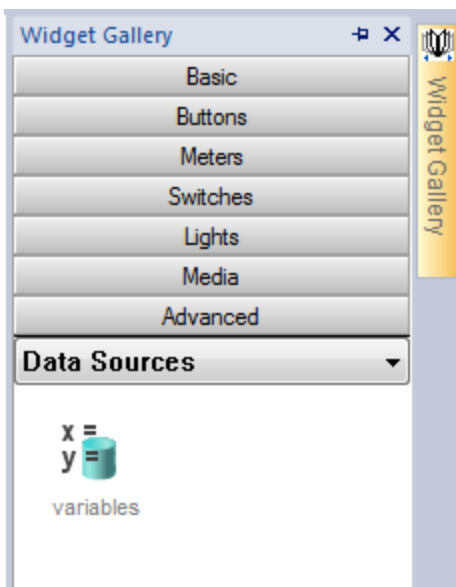 Widget Gallery
Basic
Buttons
Meters
Switches
Lights
Media
Advanced
Data Sources
x =
y =
variables
Widget Gallery